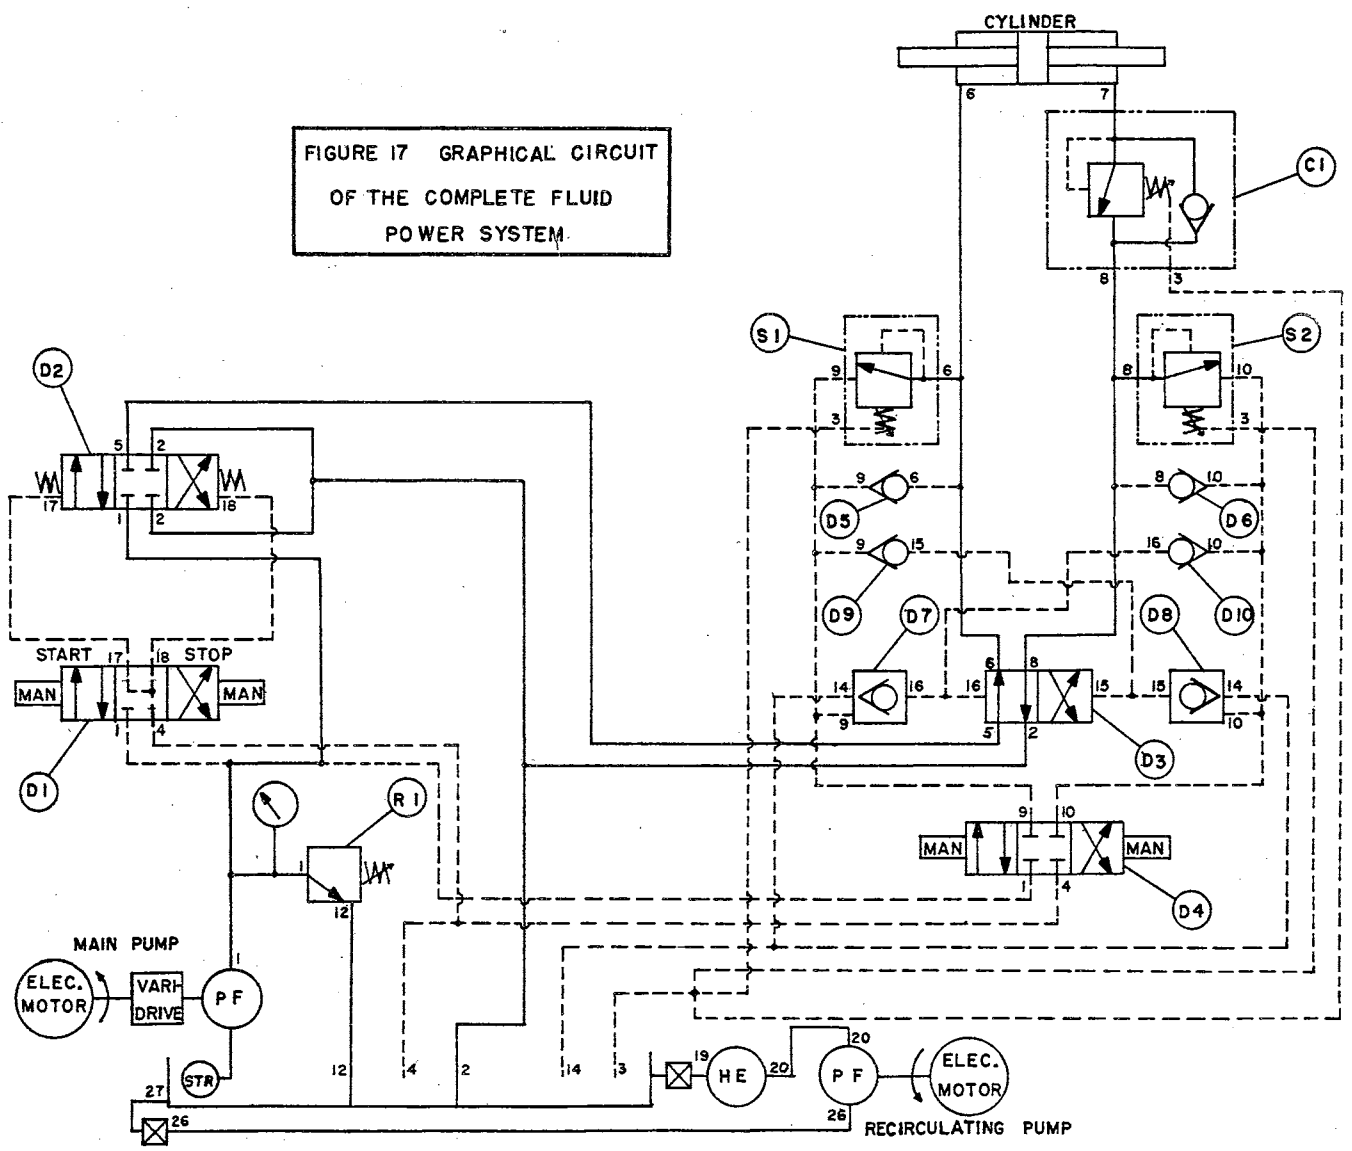 CYLINDER
6 7
FIGURE 17 GRAPHICAL CIRCUIT
OF THE COMPLETE FLUID
POWER SYSTEM
C1
8 3
S1
S2
9 6
8 10
3
3
D2
5 2
17 18
1 2
9 6
8 10
D5
D6
9 15
16 10
D9
D7
D8
D10
START 17 18 STOP
MAN
MAN
1 4
D1
6 8
14 16
16 15
15 14
9
10
5 2
D3
R1
1
12
9 10
MAN
MAN
1 4
D4
MAIN PUMP
1
ELEC.
MOTOR
VARI-
DRIVE
PF
STR
27
26
12
4
2
14
3
19
HE
20
20
PF
26
ELEC.
MOTOR
RECIRCULATING PUMP